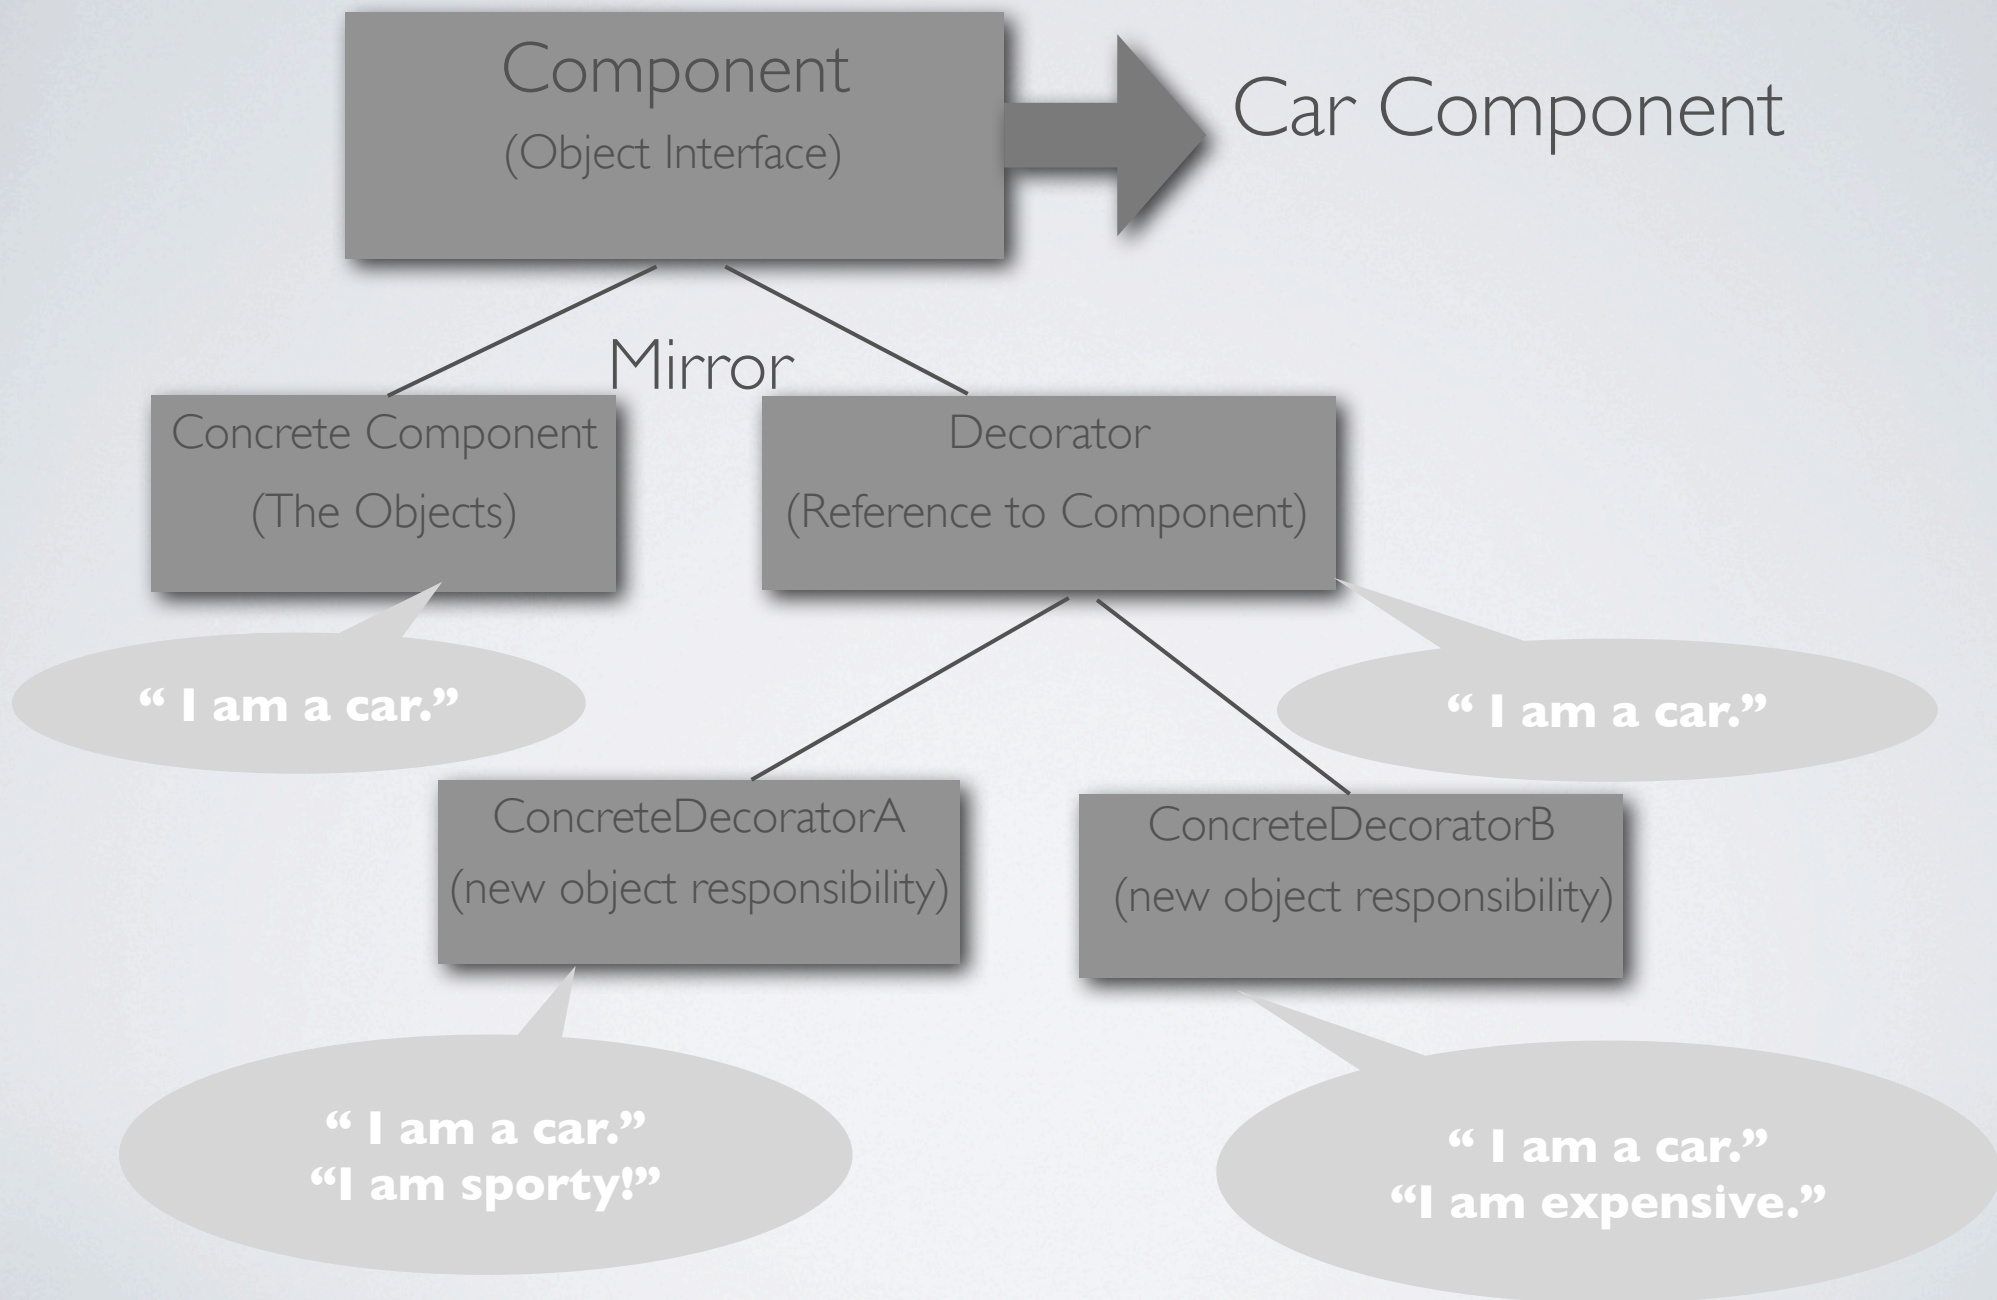 Component
(Object Interface)
Car Component
Mirror
Concrete Component
(The Objects)
Decorator
(Reference to Component)
“ I am a car.”
“ I am a car.”
ConcreteDecoratorA
(new object responsibility)
ConcreteDecoratorB
(new object responsibility)
“ I am a car.”
“I am sporty!”
“ I am a car.”
“I am expensive.”